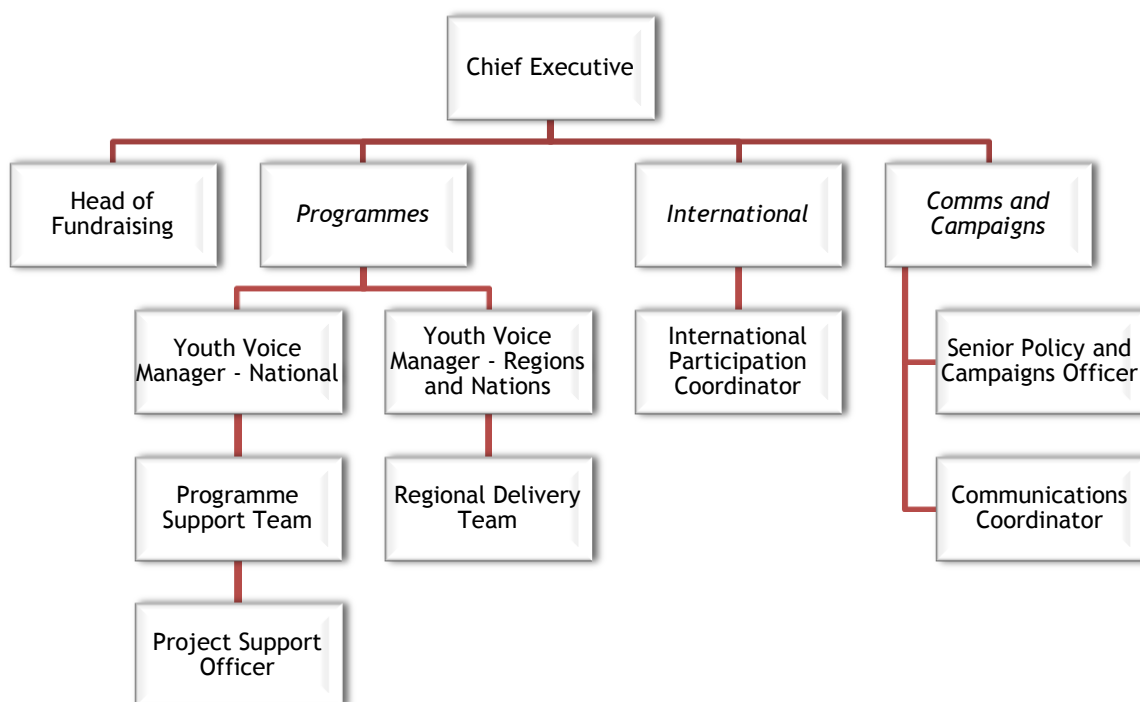 Chief Executive
Head of
Fundraising
Programmes
International
Comms and
Campaigns
Youth Voice
Manager - National
Youth Voice
Manager - Regions
and Nations
International
Participation
Coordinator
Senior Policy and
Campaigns Officer
Programme
Support Team
Regional Delivery
Team
Communications
Coordinator
Project Support
Officer